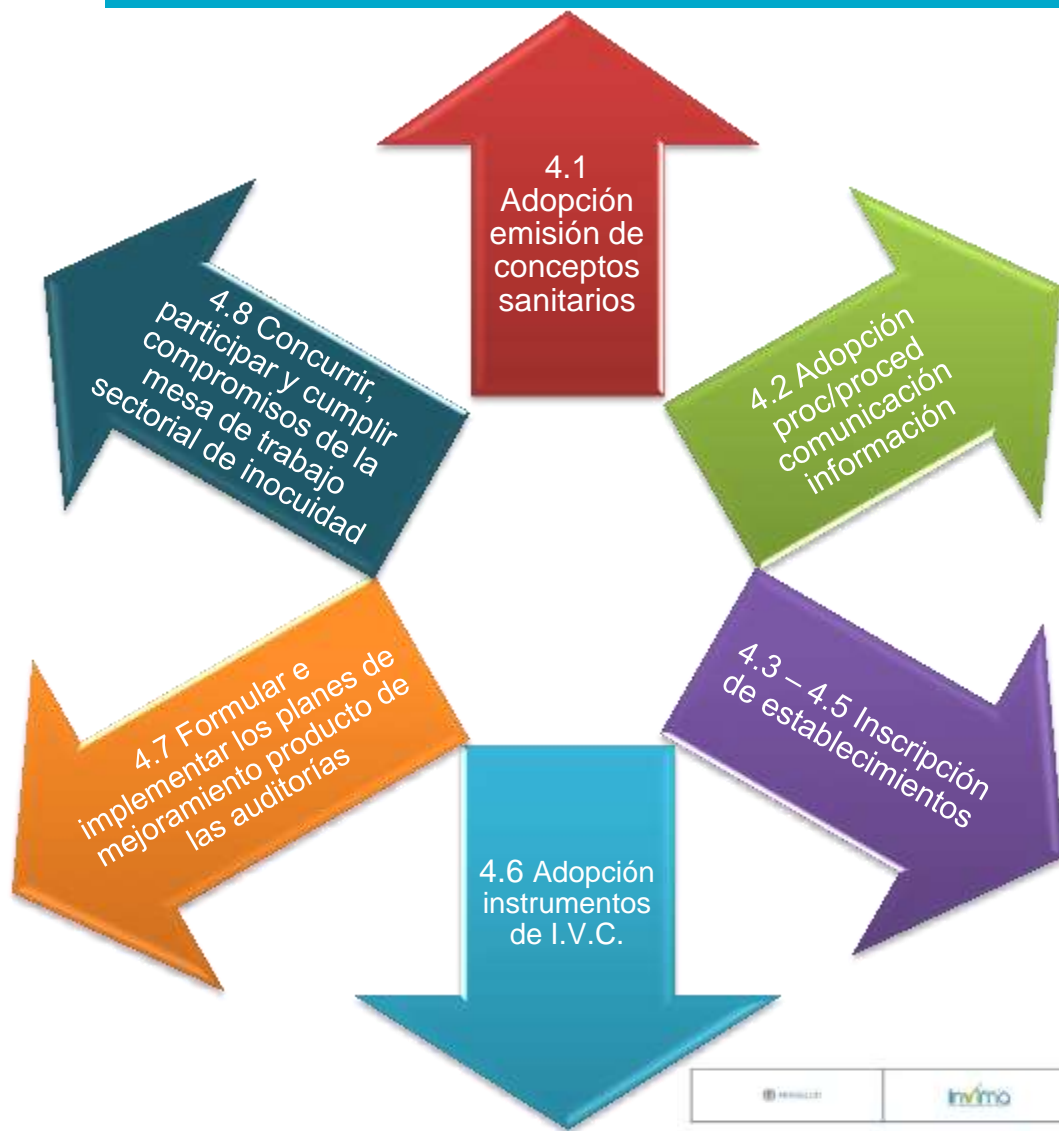 4.1
Adopción
emisión de
conceptos
sanitarios
4.2 Adopción
proc/proced
comunicación
información
4.3 – 4.5 Inscripción
de establecimientos
4.6 Adopción
instrumentos
de I.V.C.
4.7 Formular e
implementar los planes de
mejoramiento producto de
las auditorías
4.8 Concurrir,
participar y cumplir
compromisos de la
mesa de trabajo
sectorial de inocuidad
invima